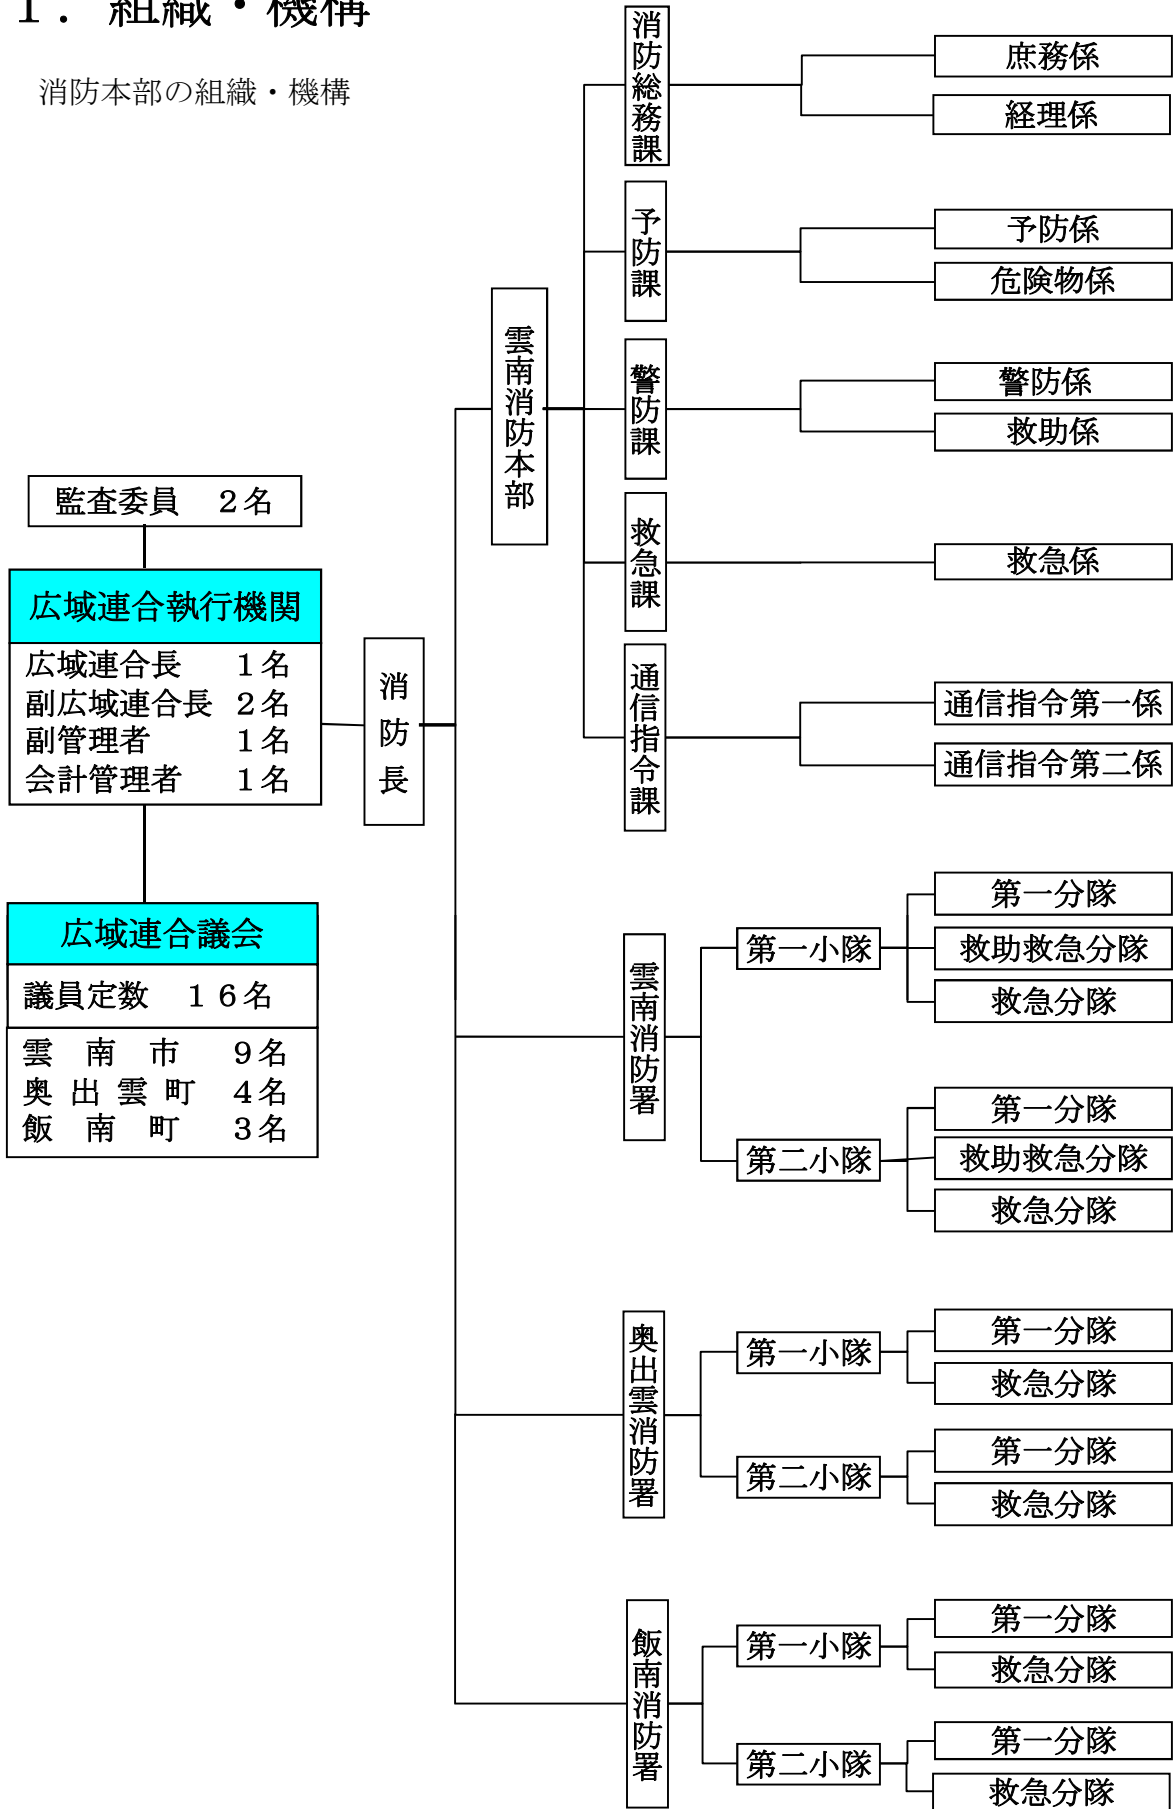 1．組織・機構
消防本部の組織・機構
監査委員　２名
広域連合執行機関
広域連合長　１名
副広域連合長　２名
副管理者　１名
会計管理者　１名
広域連合議会
議員定数　１６名
雲　南　市　９名
奥　出　雲　町　４名
飯　南　町　３名
消防長
雲南消防本部
消防総務課
庶務係
経理係
予防課
予防係
危険物係
警防課
警防係
救助係
救急課
救急係
通信指令課
通信指令第一係
通信指令第二係
雲南消防署
第一小隊
第一分隊
救助救急分隊
救急分隊
第二小隊
第一分隊
救助救急分隊
救急分隊
奥出雲消防署
第一小隊
第一分隊
救急分隊
第二小隊
第一分隊
救急分隊
飯南消防署
第一小隊
第一分隊
救急分隊
第二小隊
第一分隊
救急分隊